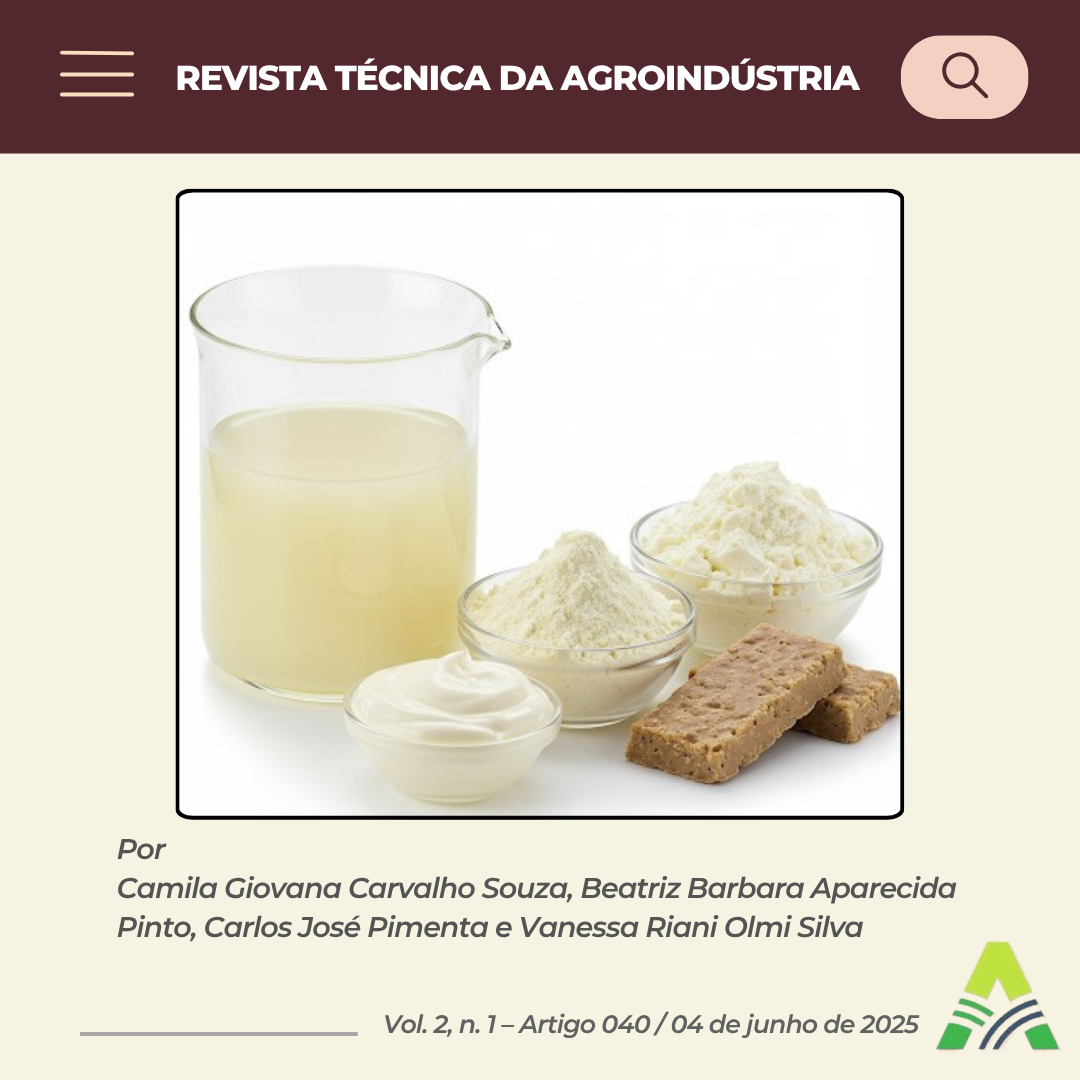 REVISTA TÉCNICA DA AGROINDÚSTRIA
Por
Camila Giovana Carvalho Souza, Beatriz Barbara Aparecida
Pinto, Carlos José Pimenta e Vanessa Riani Olmi Silva
Vol. 2, n. 1 – Artigo 040 / 04 de junho de 2025